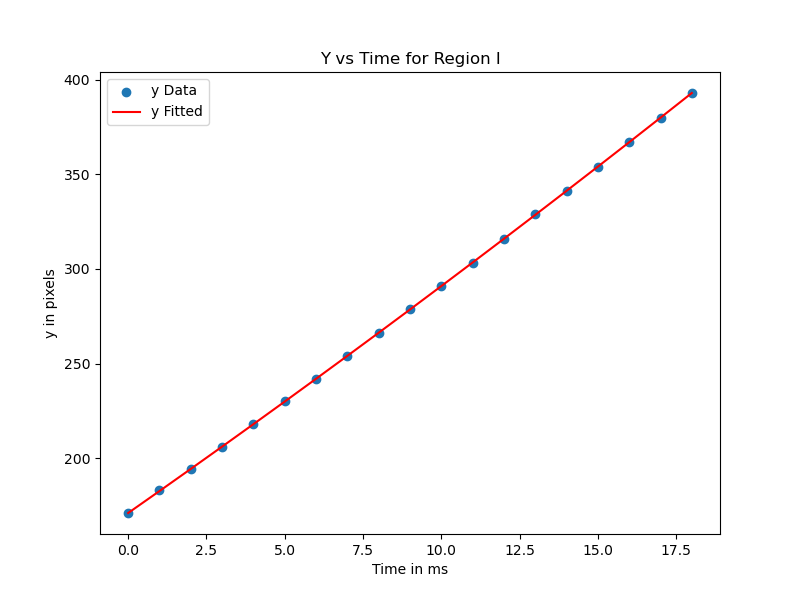 Y vs Time for Region I
y Data
y Fitted
400
350
300
250
200
y in pixels
0.0 2.5 5.0 7.5 10.0 12.5 15.0 17.5
Time in ms